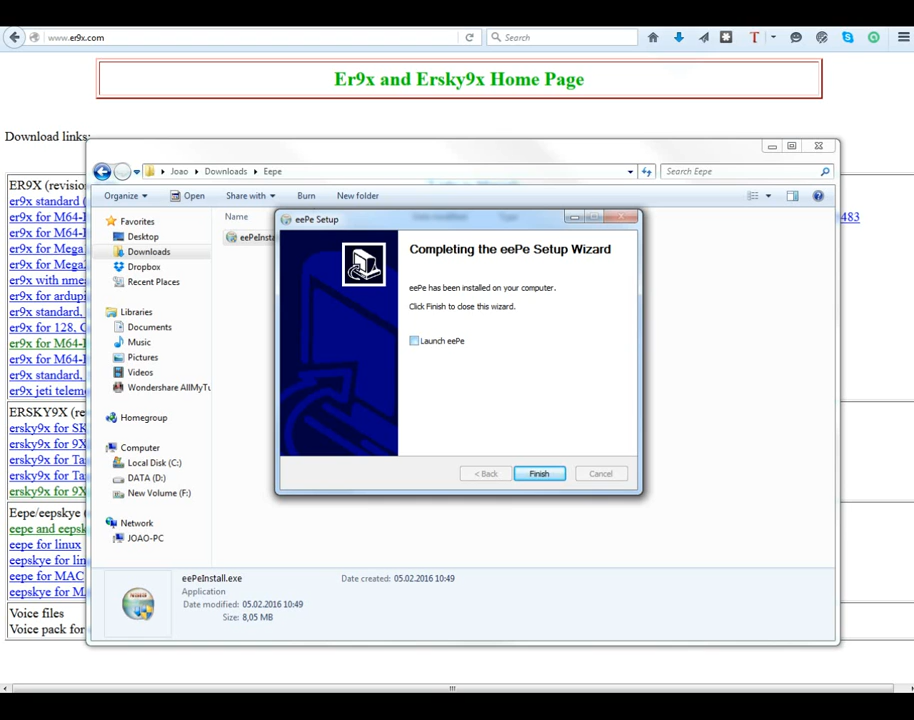 www.er9x.com
Search
Er9x and Ersky9x Home Page
Download links:
Joao Downloads Eepe
Search Eepe
Organize Open Share with Burn New folder
ER9X (revisio
er9x standard (
er9x for M64-
er9x for M64-
er9x for Mega
er9x for Mega
er9x with nme
er9x for ardupi
er9x standard,
er9x for 128,
er9x for M64-
er9x for M64-
er9x standard,
er9x jeti telem
483
ERSKY9X (re
ersky9x for SK
ersky9x for 9X
ersky9x for Ta
ersky9x for Ta
ersky9x for 9X
Eepe/eepskye (
eepe and eepsk
eepe for linux
eepskye for lin
eepe for MAC
eepskye for M
Voice files
Voice pack for
Favorites
Desktop
Downloads
Dropbox
Recent Places
Libraries
Documents
Music
Pictures
Videos
Wondershare AllMyTu
Homegroup
Computer
Local Disk (C:)
DATA (D:)
New Volume (F:)
Network
JOAO-PC
Name
eePeInsta
eePe Setup
Completing the eePe Setup Wizard
eePe has been installed on your computer.
Click Finish to close this wizard.
Launch eePe
< Back Finish Cancel
eePeInstall.exe
Application
Date modified: 05.02.2016 10:49
Size: 8,05 MB
Date created: 05.02.2016 10:49